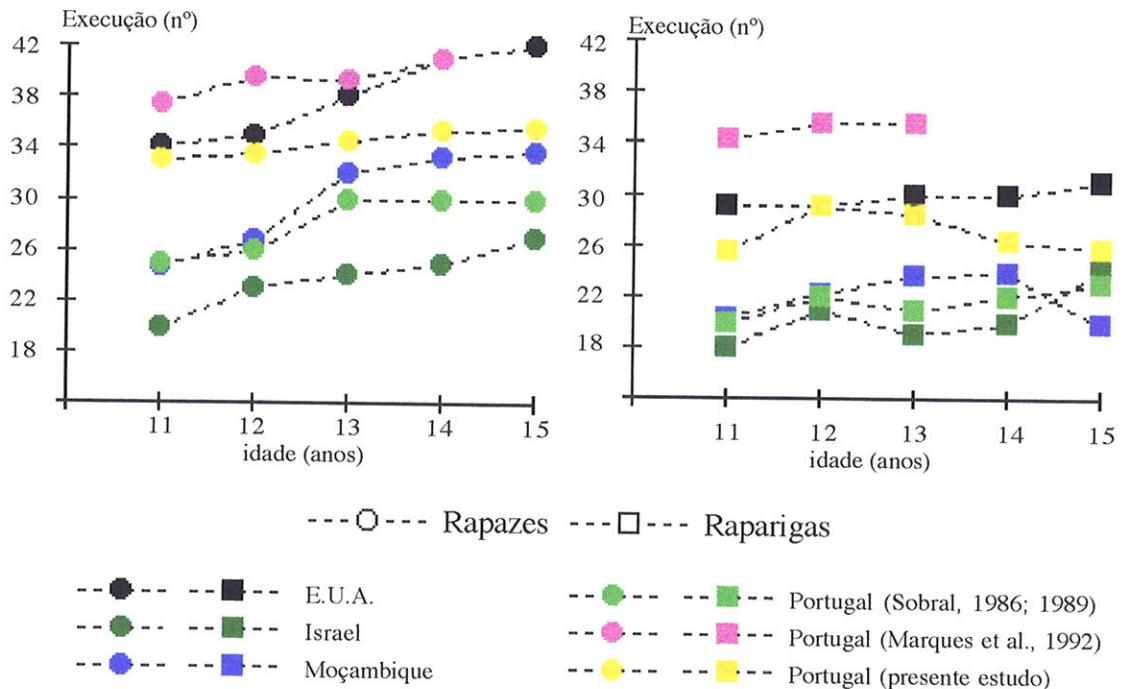 Execução (nº)
42
38
34
30
26
22
18
11 12 13 14 15
idade (anos)
Execução (nº)
42
38
34
30
26
22
18
11 12 13 14 15
idade (anos)
Rapazes Raparigas
E.U.A.
Israel
Moçambique
Portugal (Sobral, 1986; 1989)
Portugal (Marques et al., 1992)
Portugal (presente estudo)